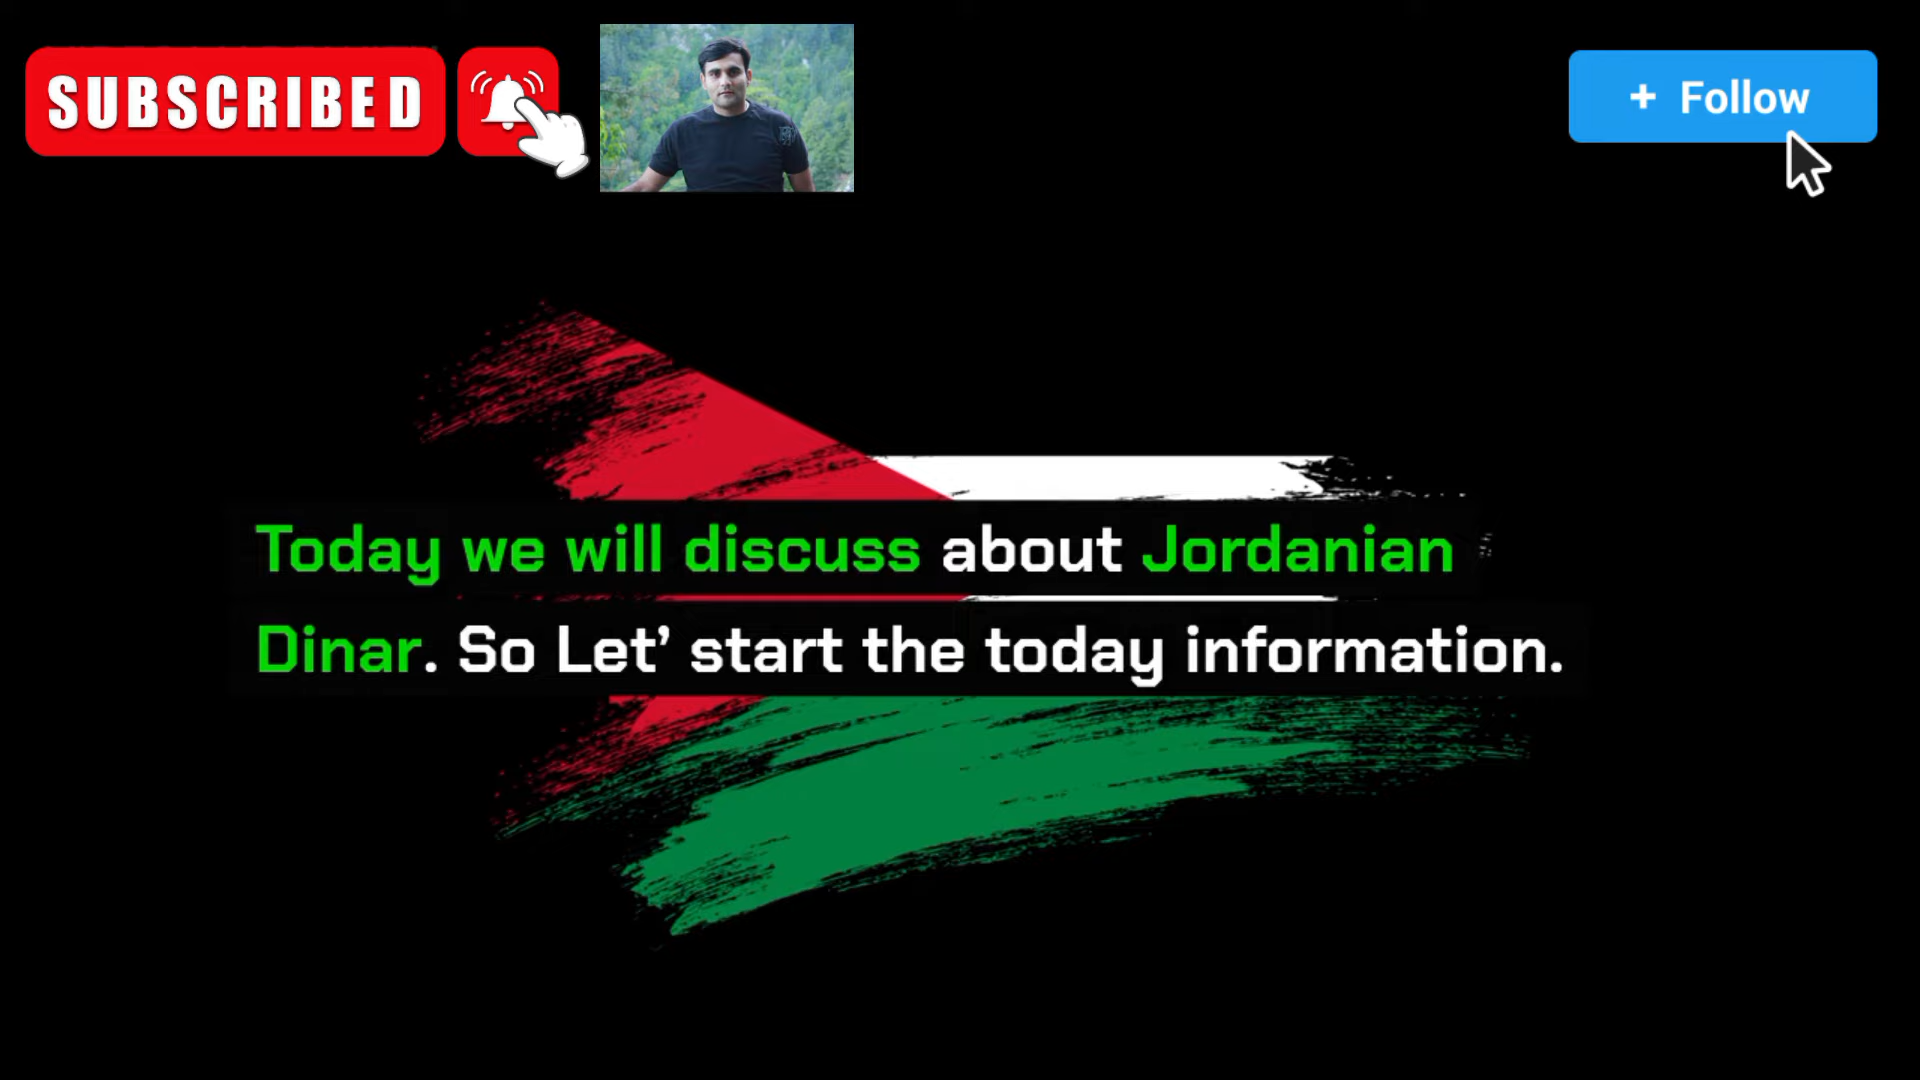 SUBSCRIBED
+ Follow
Today we will discuss about Jordanian
Dinar. So Let’ start the today information.